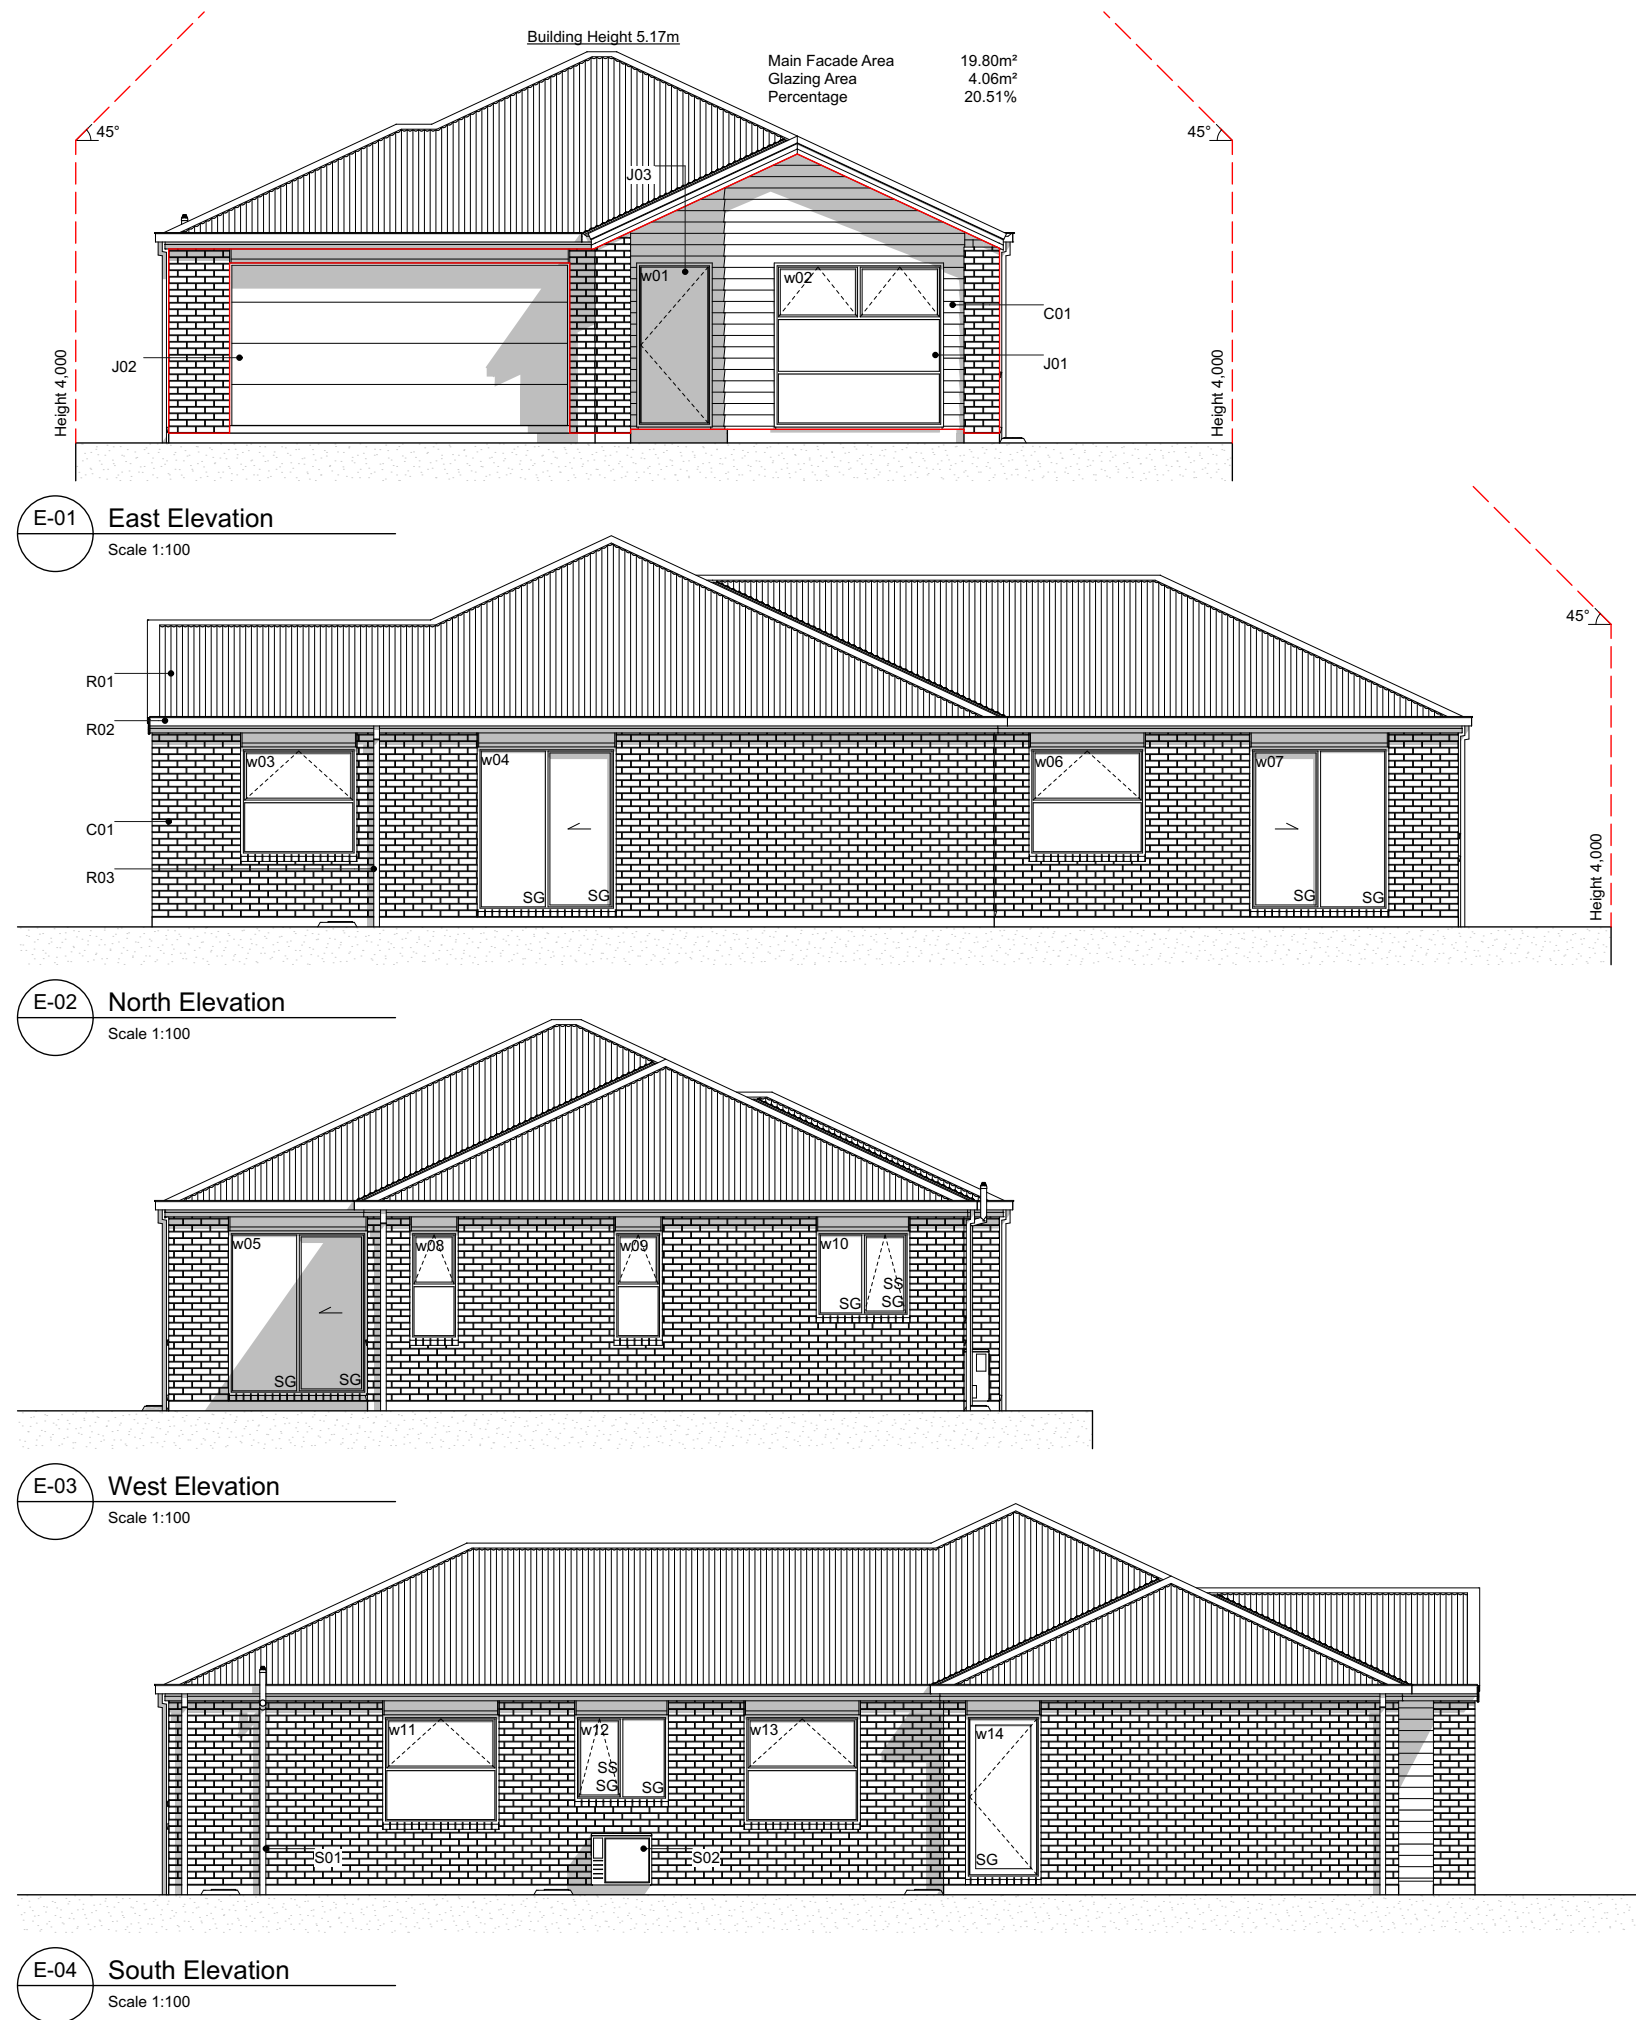 Building Height 5.17m
Main Facade Area 19.80m²
Glazing Area 4.06m²
Percentage 20.51%
45°
45°
J03
w01
w02
C01
J02
J01
Height 4,000
Height 4,000
E-01 East Elevation
Scale 1:100
45°
R01
R02
w03
w04
w06
w07
C01
R03
SG
SG
SG
SG
Height 4,000
E-02 North Elevation
Scale 1:100
w05
w08
w09
w10
SS
SG
SG
SG
SG
E-03 West Elevation
Scale 1:100
w11
w12
w13
w14
SS
SG
SG
S01
S02
SG
E-04 South Elevation
Scale 1:100